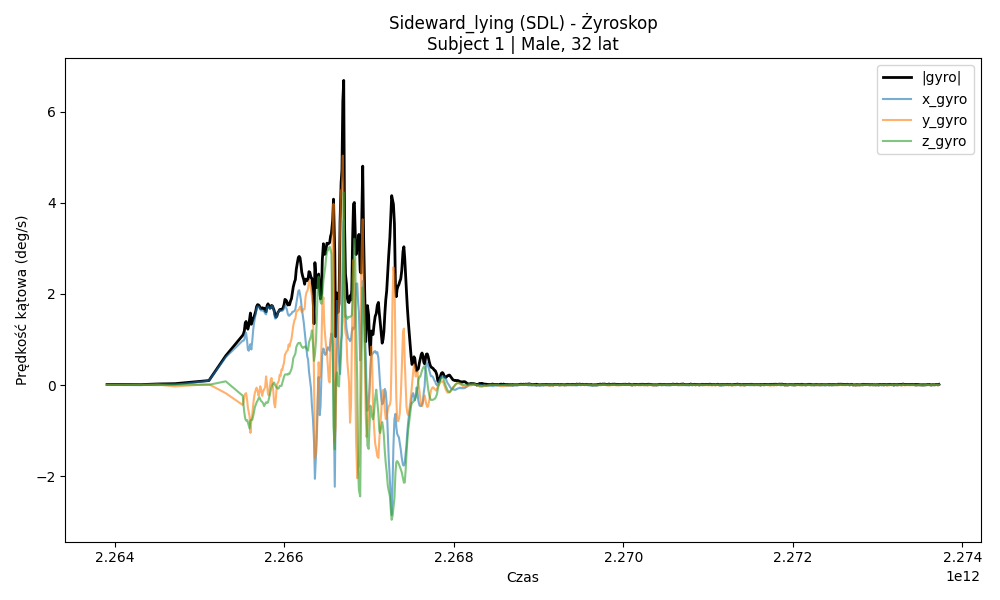 Sideward_lying (SDL) - Żyroskop
Subject 1 | Male, 32 lat
|gyro|
x_gyro
y_gyro
z_gyro
Prędkość kątowa (deg/s)
6
4
2
0
−2
2.264
2.266
2.268
2.270
2.272
2.274
1e12
Czas